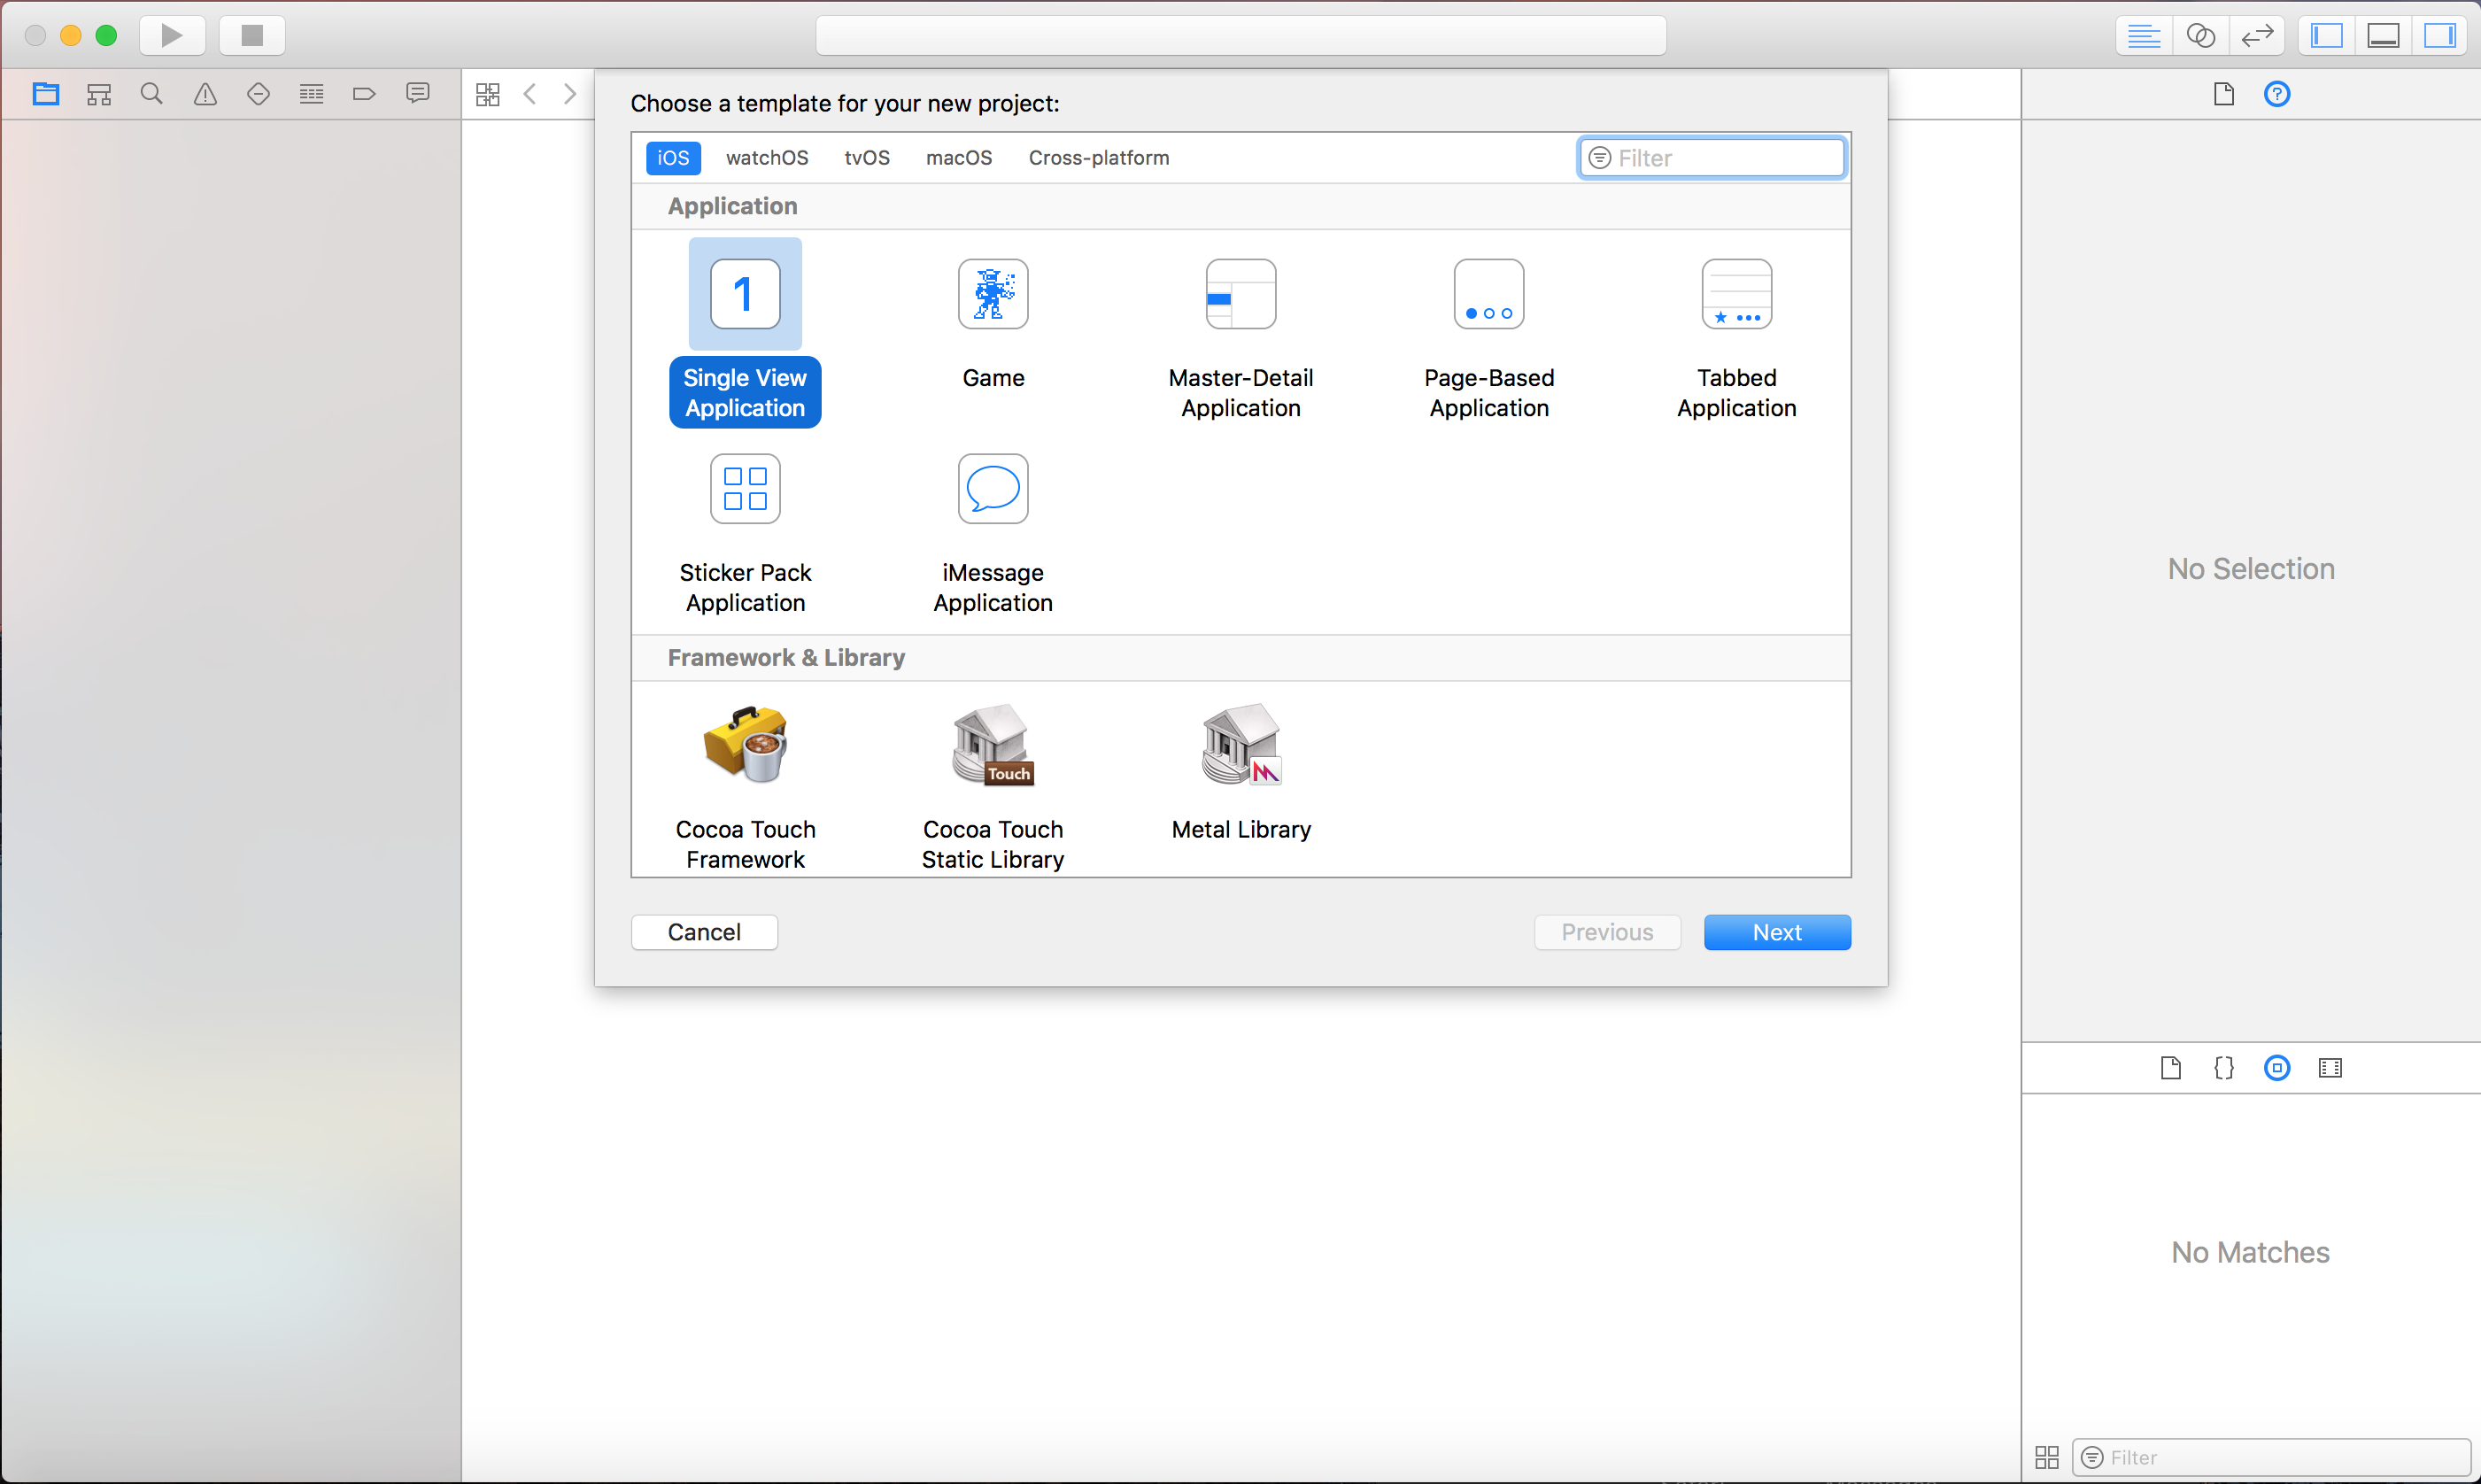 Choose a template for your new project:
iOS watchOS tvOS macOS Cross-platform Filter
Application
1
Single View Application
Game
Master-Detail Application
Page-Based Application
Tabbed Application
Sticker Pack Application
iMessage Application
Framework & Library
Touch
Cocoa Touch Framework
Cocoa Touch Static Library
Metal Library
Cancel Previous Next
No Selection
No Matches
Filter